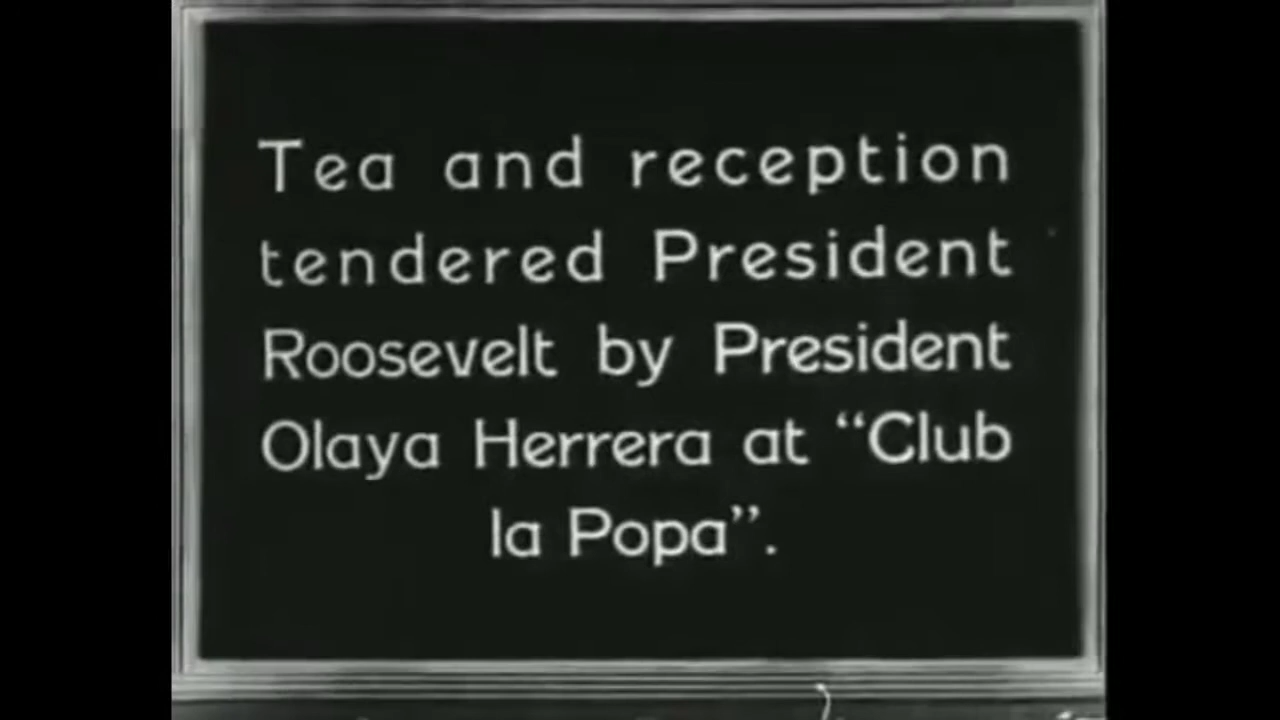 Tea and reception
tendered President
Roosevelt by President
Olaya Herrera at “Club
la Popa”.